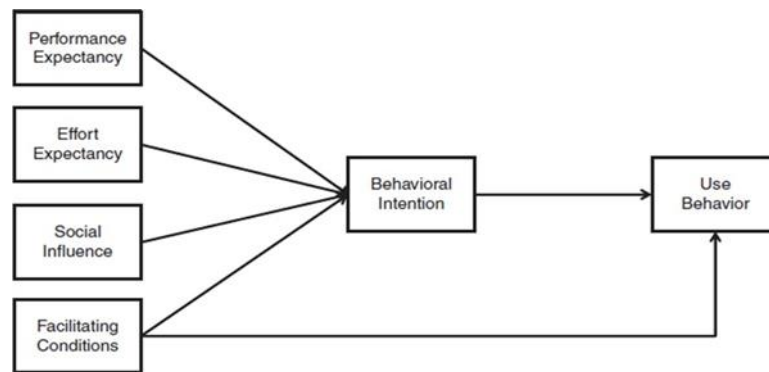 Performance
Expectancy
Effort
Expectancy
Social
Influence
Facilitating
Conditions
Behavioral
Intention
Use
Behavior